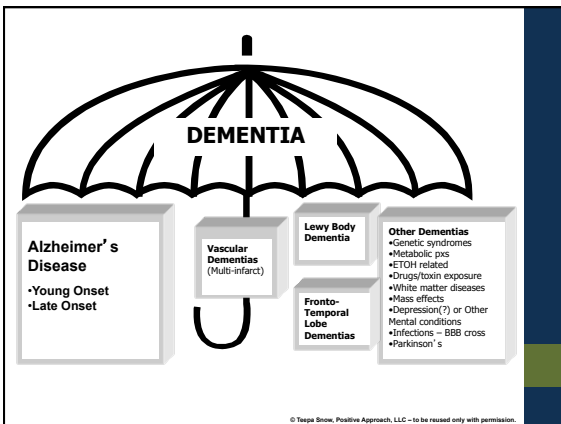 DEMENTIA
Alzheimer’s
Disease
•Young Onset
•Late Onset
Vascular
Dementias
(Multi-infarct)
Lewy Body
Dementia
Fronto-
Temporal
Lobe
Dementias
Other Dementias
•Genetic syndromes
•Metabolic pxs
•ETOH related
•Drugs/toxin exposure
•White matter diseases
•Mass effects
•Depression(?) or Other
Mental conditions
•Infections – BBB cross
•Parkinson’s
© Teepa Snow, Positive Approach, LLC – to be reused only with permission.